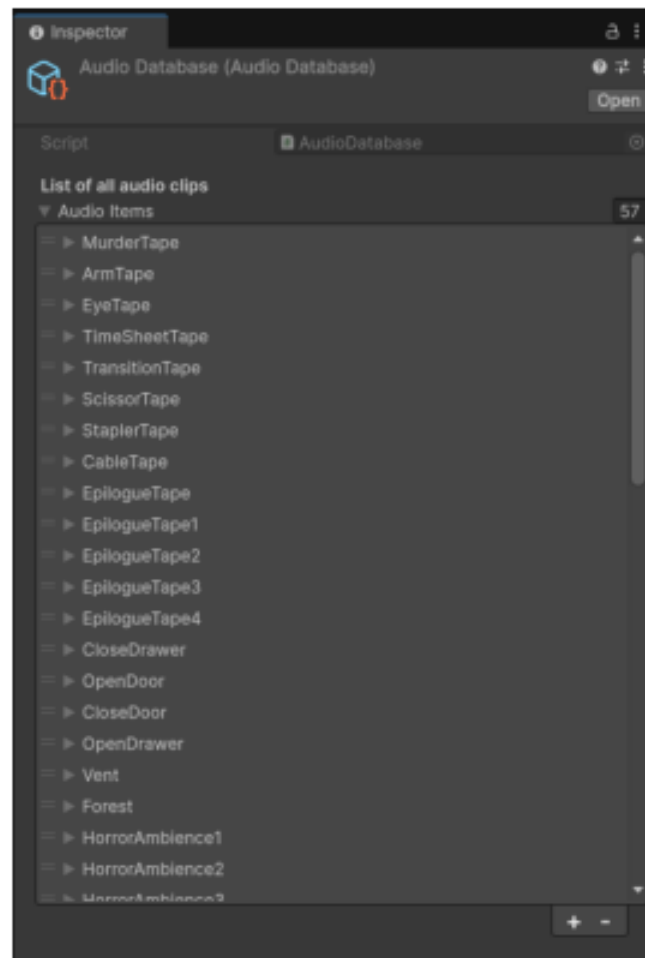 Inspector
Audio Database (Audio Database)
Open
Script AudioDatabase
List of all audio clips
Audio Items 57
MurderTape
ArmTape
EyeTape
TimeSheetTape
TransitionTape
ScissorTape
StaplerTape
CableTape
EpilogueTape
EpilogueTape1
EpilogueTape2
EpilogueTape3
EpilogueTape4
CloseDrawer
OpenDoor
CloseDoor
OpenDrawer
Vent
Forest
HorrorAmbience1
HorrorAmbience2
HorrorAmbience3